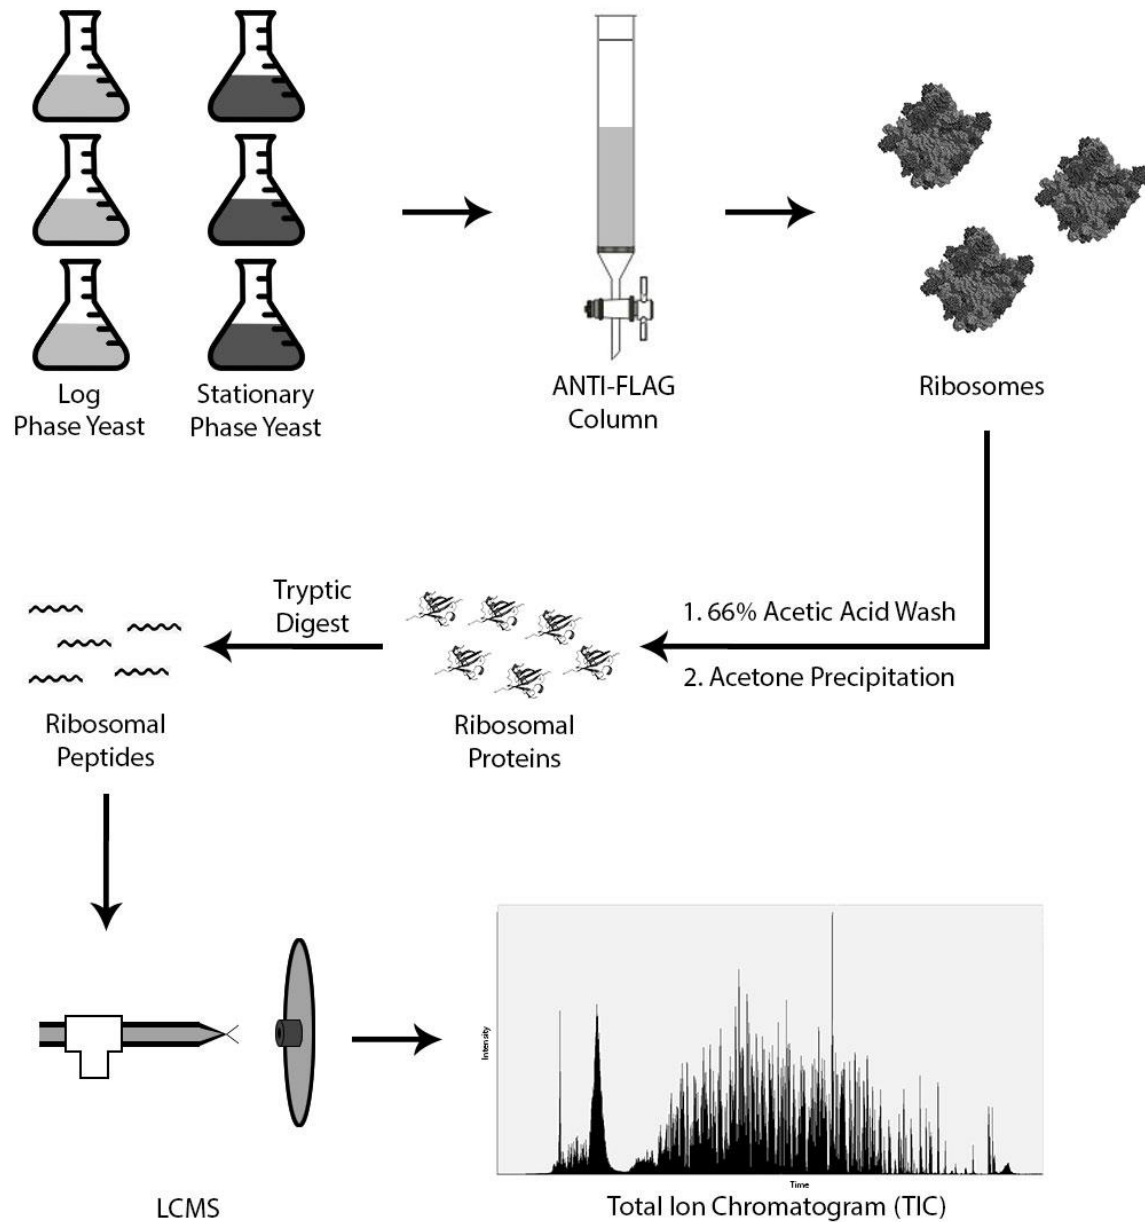 Log
Phase Yeast
Stationary
Phase Yeast
ANTI-FLAG
Column
Ribosomes
1. 66% Acetic Acid Wash
2. Acetone Precipitation
Tryptic
Digest
Ribosomal
Proteins
Ribosomal
Peptides
LCMS
Intensity
Time
Total Ion Chromatogram (TIC)